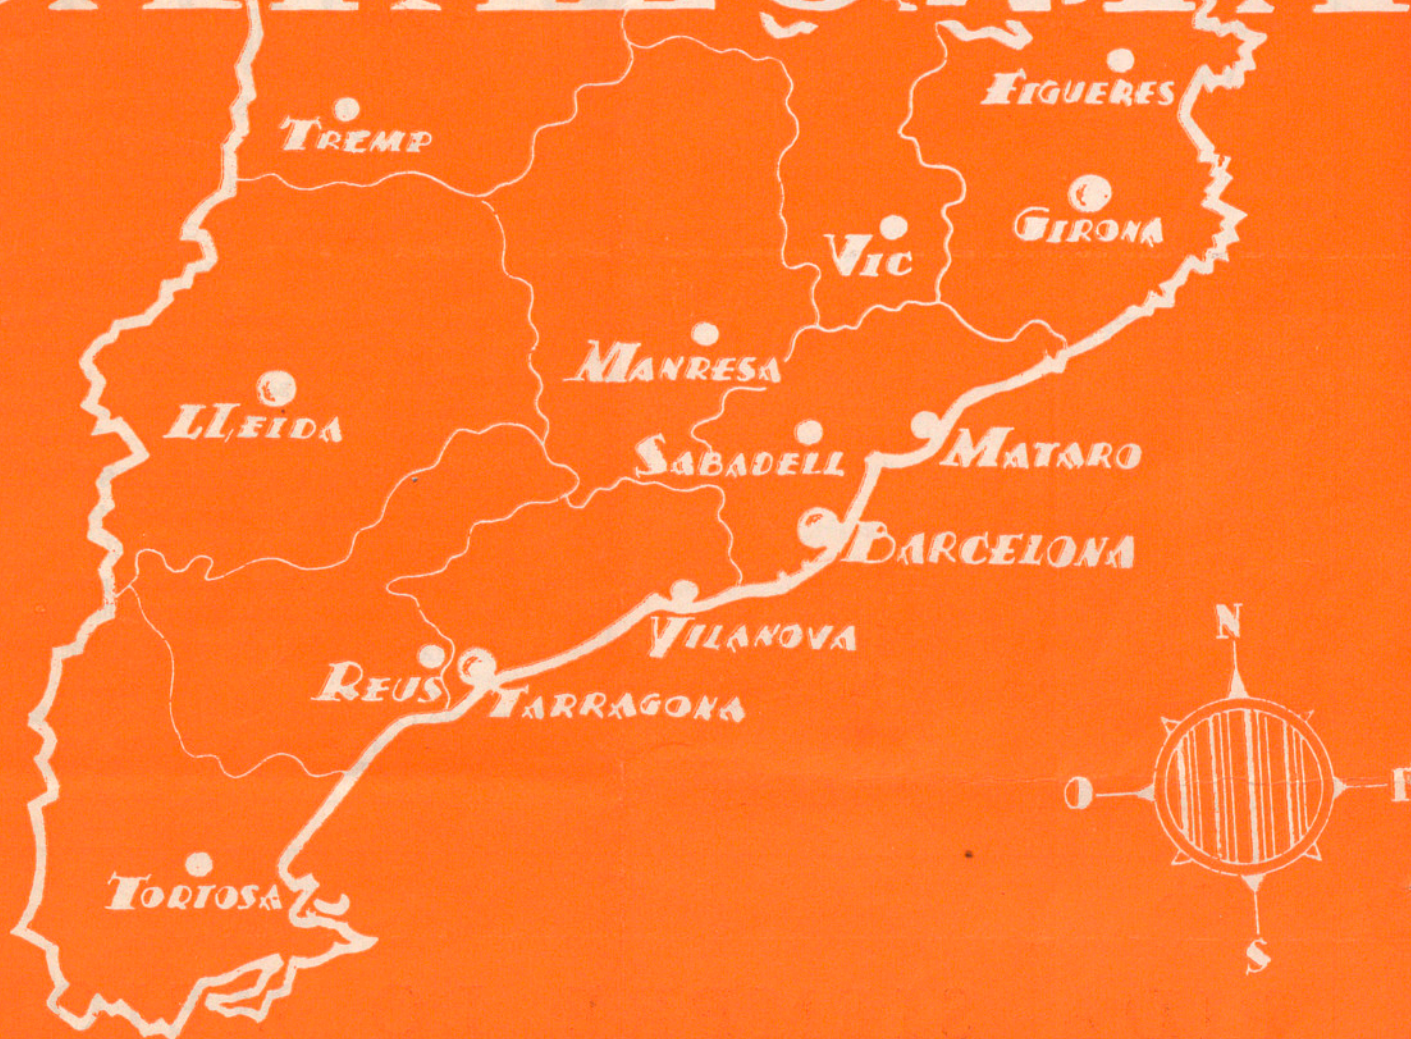 Figueres
Tremp
Girona
Vic
Manresa
Lleida
Sabadell
Mataro
Barcelona
N
Vilanova
Reus
Tarragona
O
Tortosa
S